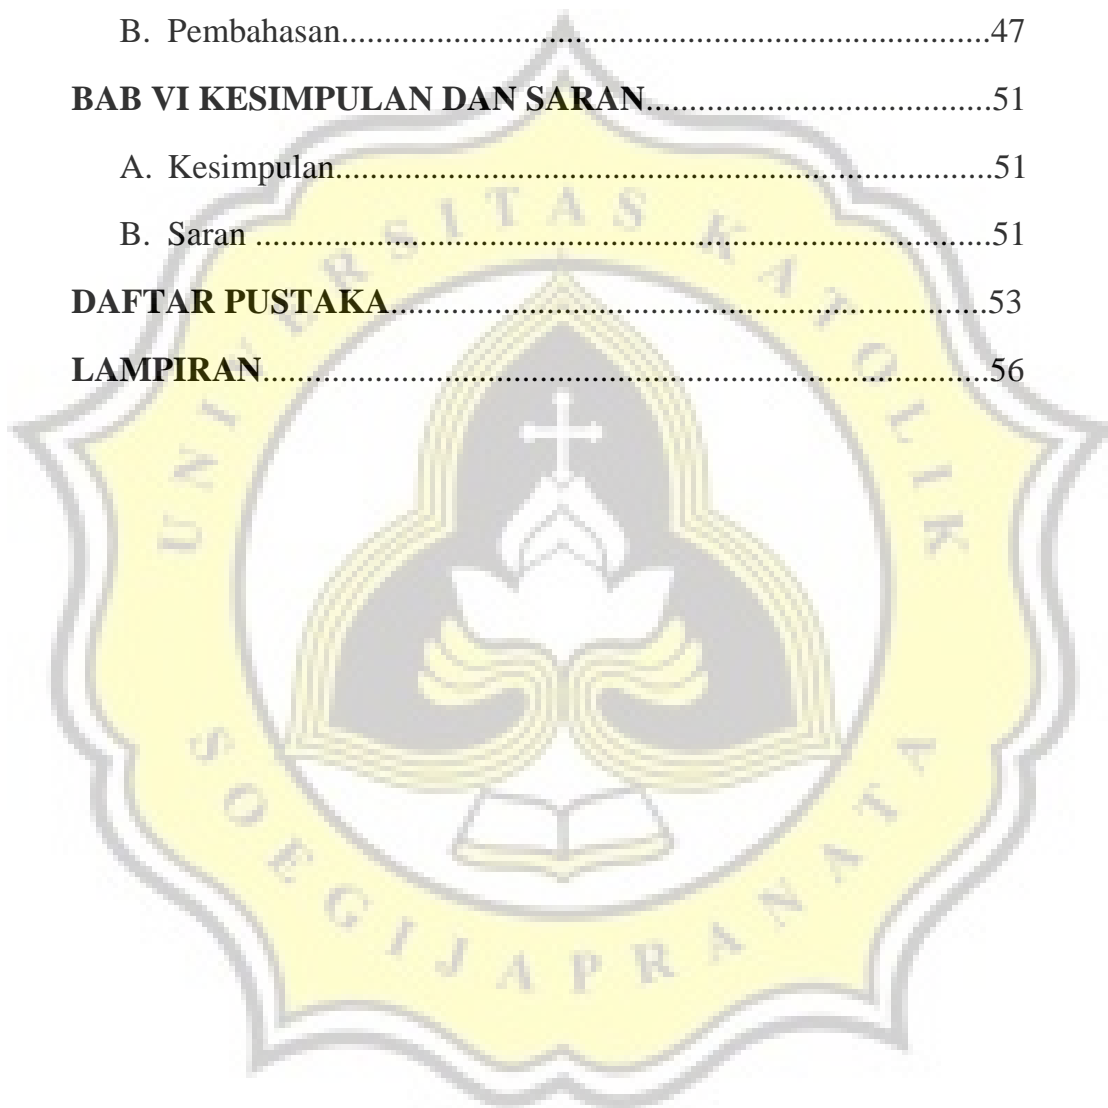 B. Pembahasan...........................................................................47
BAB VI KESIMPULAN DAN SARAN........................................51
A. Kesimpulan............................................................................51
B. Saran .....................................................................................51
DAFTAR PUSTAKA.....................................................................53
LAMPIRAN....................................................................................56
UNIVERSITAS KATOLIK
SOEGIJAPRANATA